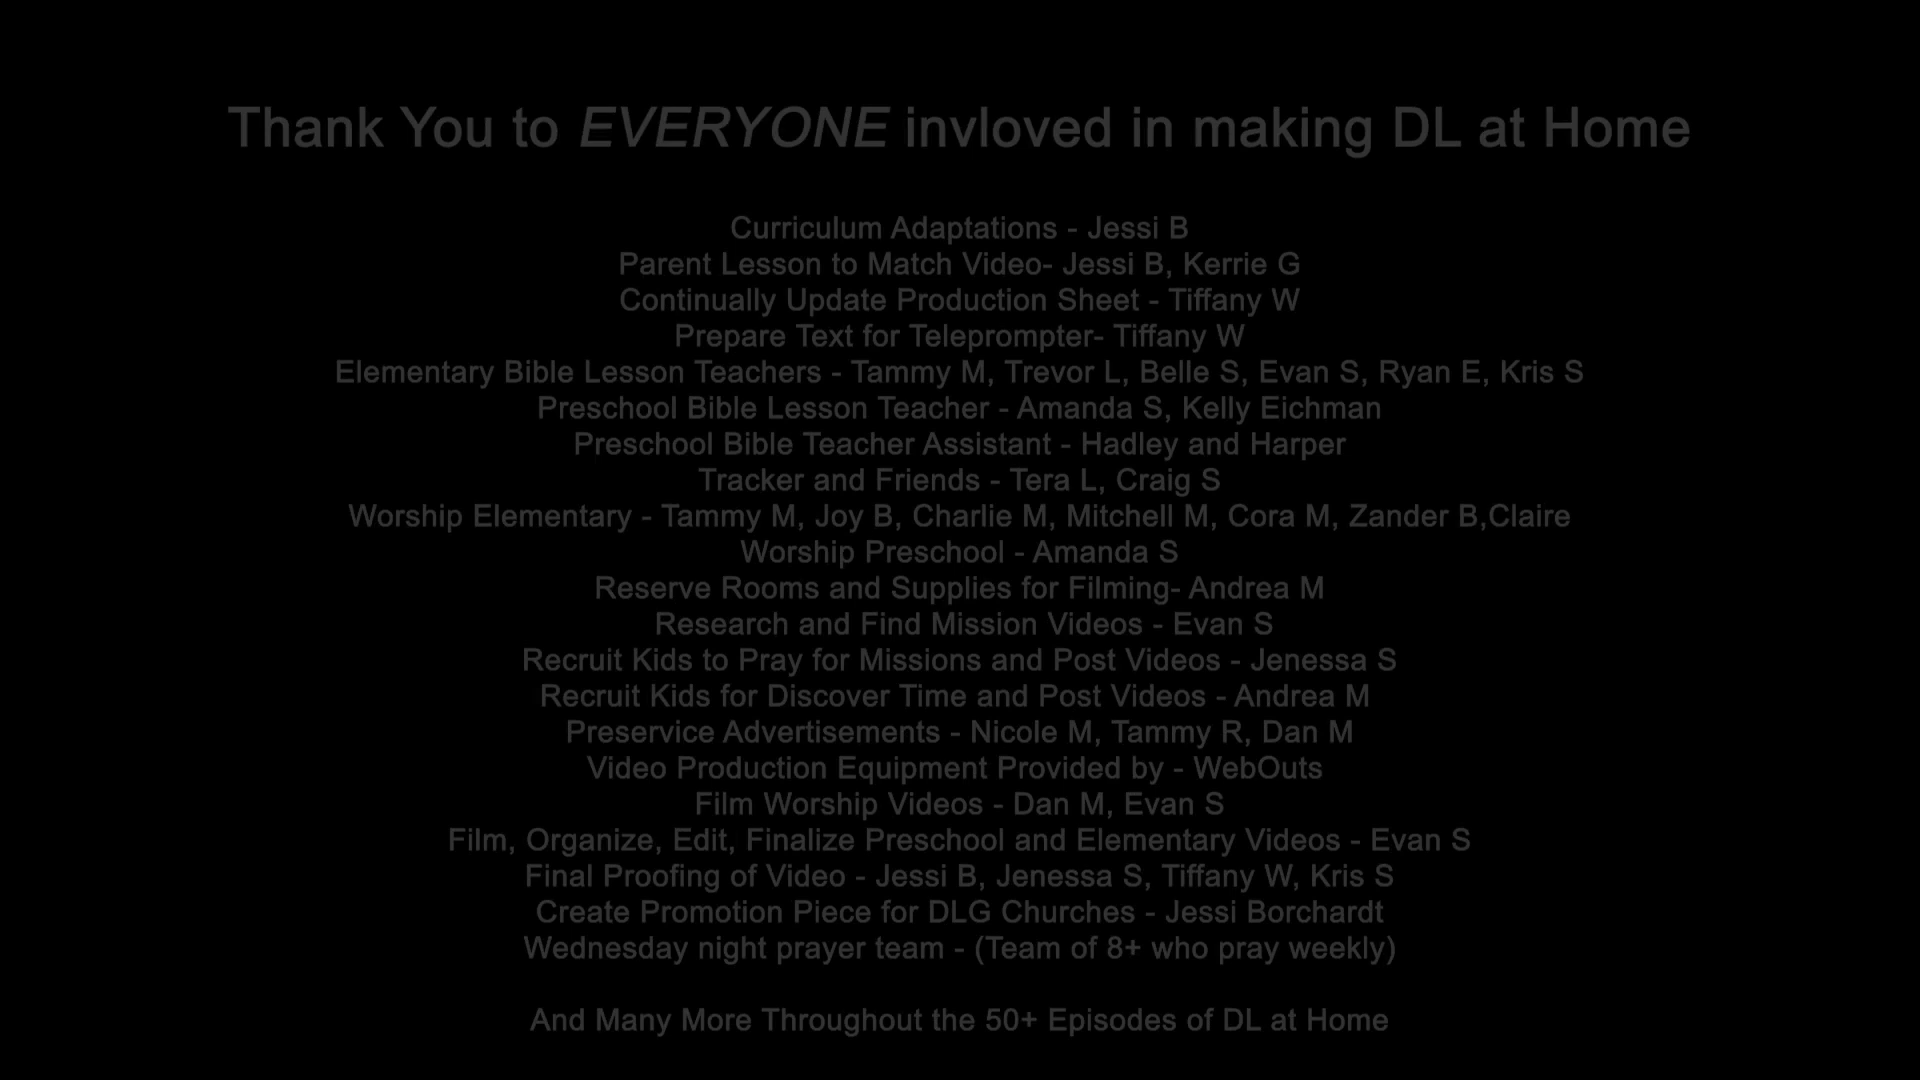 Thank You to EVERYONE invloved in making DL at Home
Curriculum Adaptations - Jessi B
Parent Lesson to Match Video- Jessi B, Kerrie G
Continually Update Production Sheet - Tiffany W
Prepare Text for Teleprompter- Tiffany W
Elementary Bible Lesson Teachers - Tammy M, Trevor L, Belle S, Evan S, Ryan E, Kris S
Preschool Bible Lesson Teacher - Amanda S, Kelly Eichman
Preschool Bible Teacher Assistant - Hadley and Harper
Tracker and Friends - Tera L, Craig S
Worship Elementary - Tammy M, Joy B, Charlie M, Mitchell M, Cora M, Zander B,Claire
Worship Preschool - Amanda S
Reserve Rooms and Supplies for Filming- Andrea M
Research and Find Mission Videos - Evan S
Recruit Kids to Pray for Missions and Post Videos - Jenessa S
Recruit Kids for Discover Time and Post Videos - Andrea M
Preservice Advertisements - Nicole M, Tammy R, Dan M
Video Production Equipment Provided by - WebOuts
Film Worship Videos - Dan M, Evan S
Film, Organize, Edit, Finalize Preschool and Elementary Videos - Evan S
Final Proofing of Video - Jessi B, Jenessa S, Tiffany W, Kris S
Create Promotion Piece for DLG Churches - Jessi Borchardt
Wednesday night prayer team - (Team of 8+ who pray weekly)
And Many More Throughout the 50+ Episodes of DL at Home